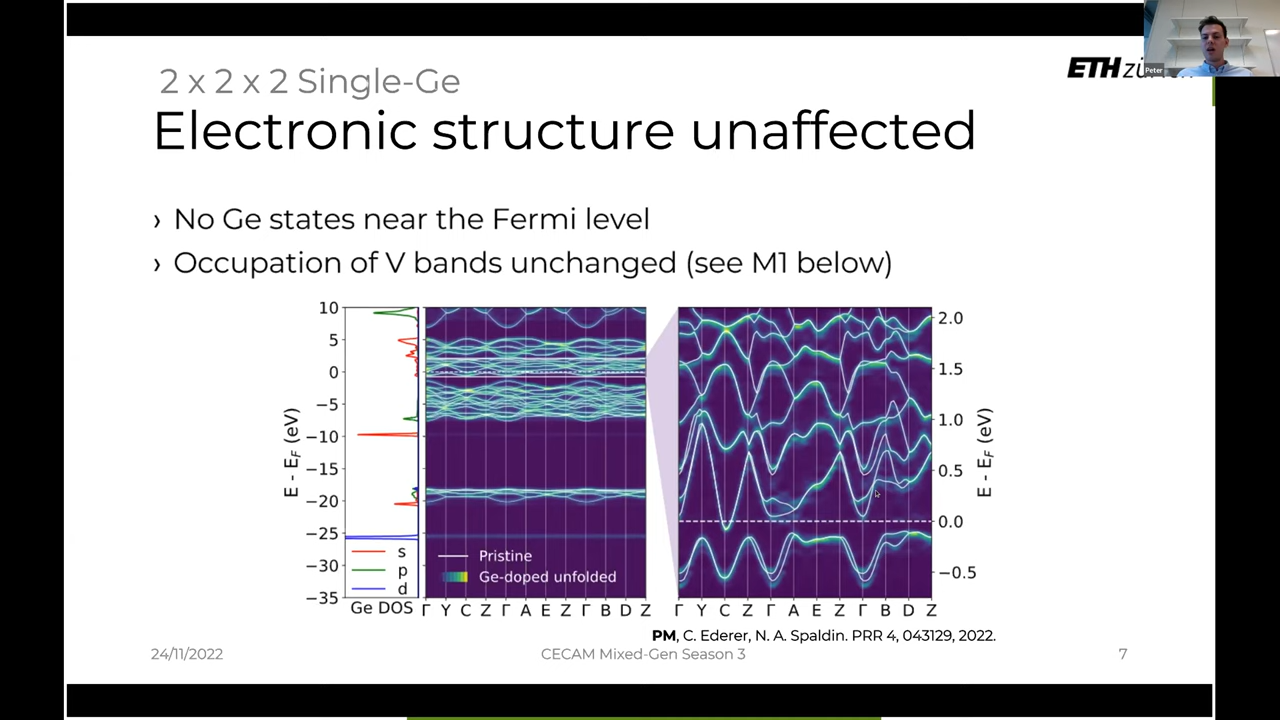 Peter
ETH zür
2 x 2 x 2 Single-Ge
Electronic structure unaffected
› No Ge states near the Fermi level
› Occupation of V bands unchanged (see M1 below)
E - E_F (eV)
10
5
0
−5
−10
−15
−20
−25
−30
−35
s
p
d
Ge DOS
Pristine
Ge-doped unfolded
Γ Y C Z Γ A E Z Γ B D Z
Γ Y C Z Γ A E Z Γ B D Z
2.0
1.5
1.0
0.5
0.0
−0.5
E - E_F (eV)
PM, C. Ederer, N. A. Spaldin. PRR 4, 043129, 2022.
24/11/2022
CECAM Mixed-Gen Season 3
7